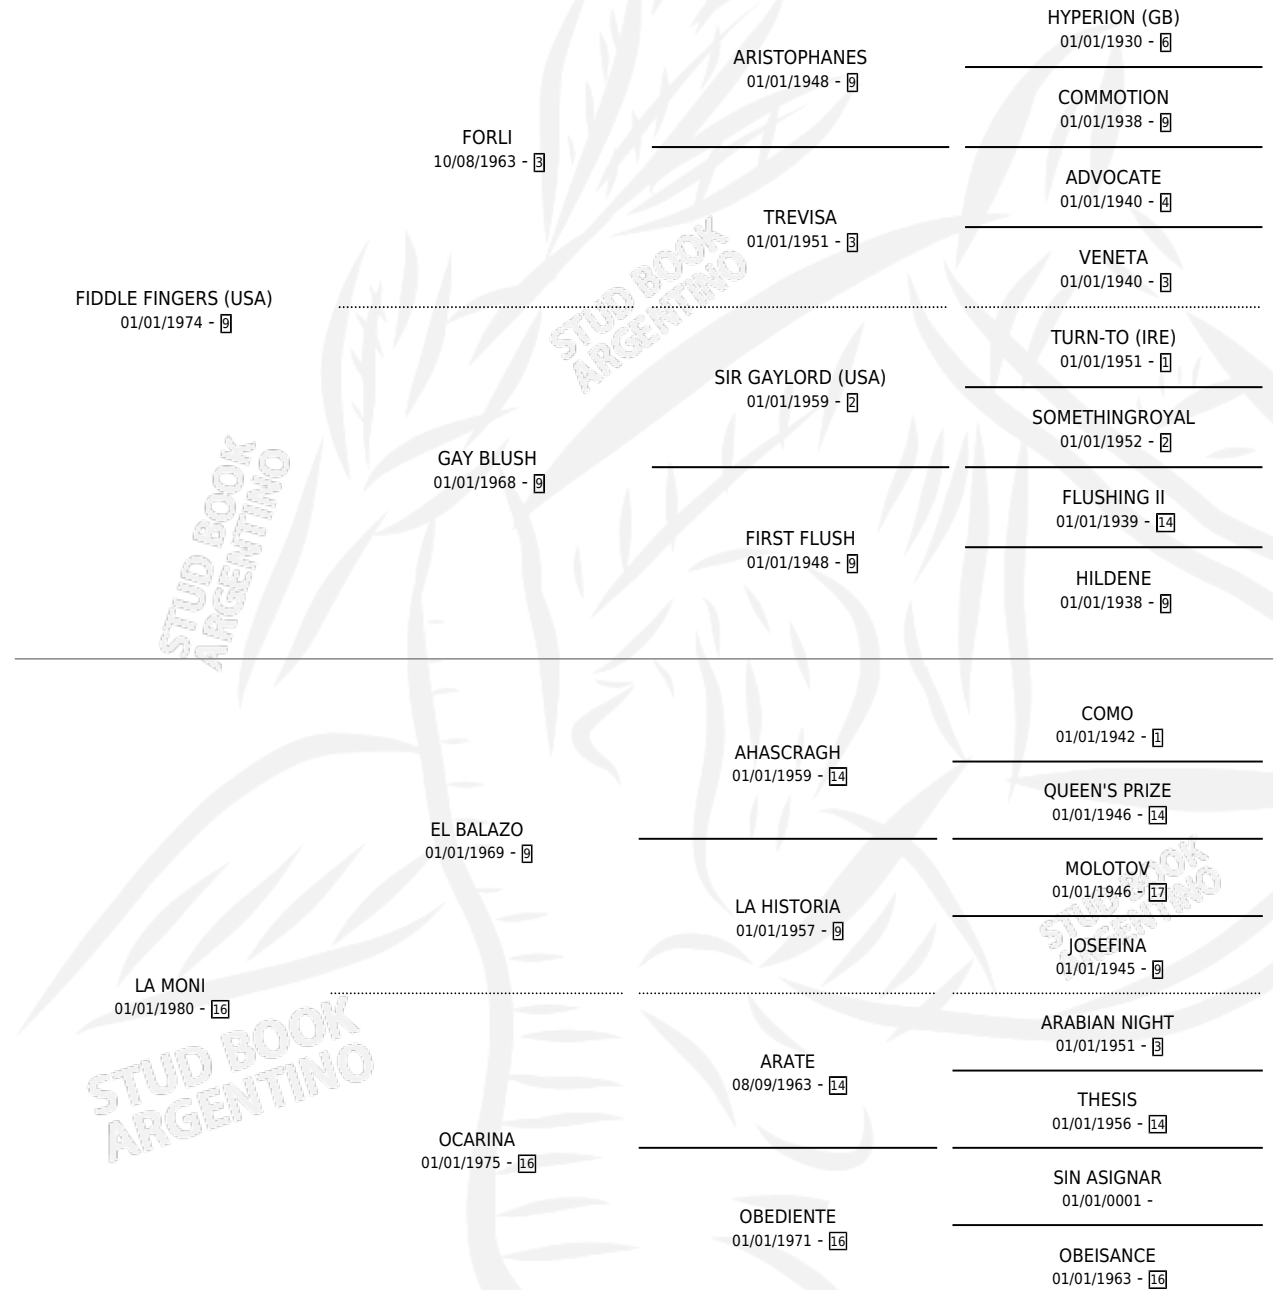 HYPERION (GB)
01/01/1930 - 6
ARISTOPHANES
01/01/1948 - 9
COMMOTION
01/01/1938 - 9
FORLI
10/08/1963 - 3
ADVOCATE
01/01/1940 - 4
TREVISA
01/01/1951 - 3
VENETA
01/01/1940 - 3
FIDDLE FINGERS (USA)
01/01/1974 - 9
TURN-TO (IRE)
01/01/1951 - 1
SIR GAYLORD (USA)
01/01/1959 - 2
SOMETHINGROYAL
01/01/1952 - 2
GAY BLUSH
01/01/1968 - 9
FLUSHING II
01/01/1939 - 14
FIRST FLUSH
01/01/1948 - 9
HILDENE
01/01/1938 - 9
COMO
01/01/1942 - 1
AHASCRAGH
01/01/1959 - 14
QUEEN'S PRIZE
01/01/1946 - 14
EL BALAZO
01/01/1969 - 9
MOLOTOV
01/01/1946 - 17
LA HISTORIA
01/01/1957 - 9
JOSEFINA
01/01/1945 - 9
LA MONI
01/01/1980 - 16
ARABIAN NIGHT
01/01/1951 - 3
ARATE
08/09/1963 - 14
THESIS
01/01/1956 - 14
OCARINA
01/01/1975 - 16
SIN ASIGNAR
01/01/0001 -
OBEDIENTE
01/01/1971 - 16
OBEISANCE
01/01/1963 - 16
STUD BOOK
ARGENTINO
STUD BOOK
ARGENTINO
STUD BOOK
ARGENTINO
STUD BOOK
ARGENTINO